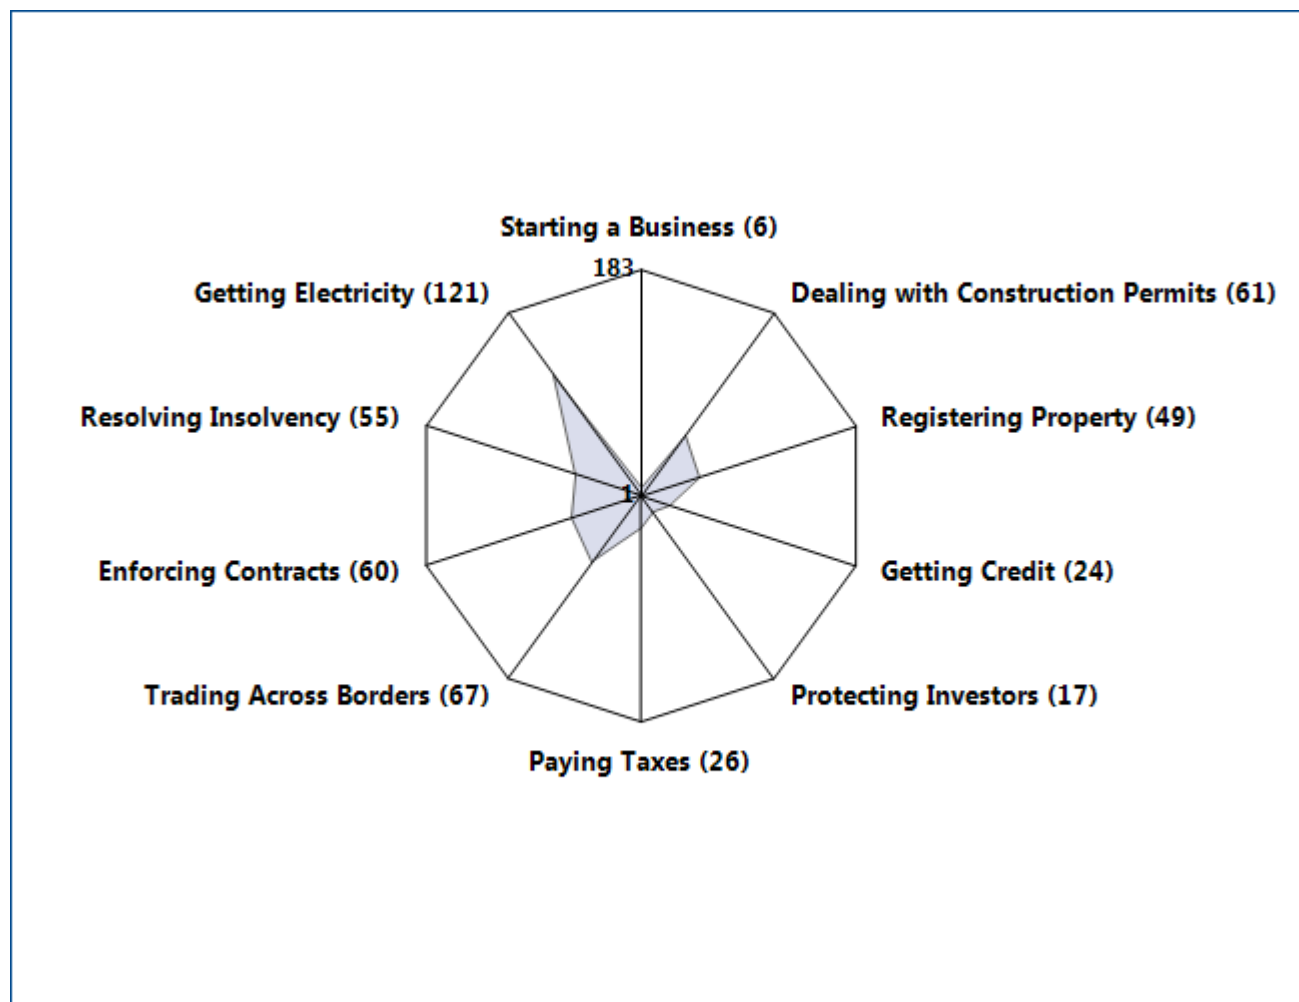 Starting a Business (6)
183
Getting Electricity (121)
Dealing with Construction Permits (61)
Resolving Insolvency (55)
Registering Property (49)
1
Enforcing Contracts (60)
Getting Credit (24)
Trading Across Borders (67)
Protecting Investors (17)
Paying Taxes (26)